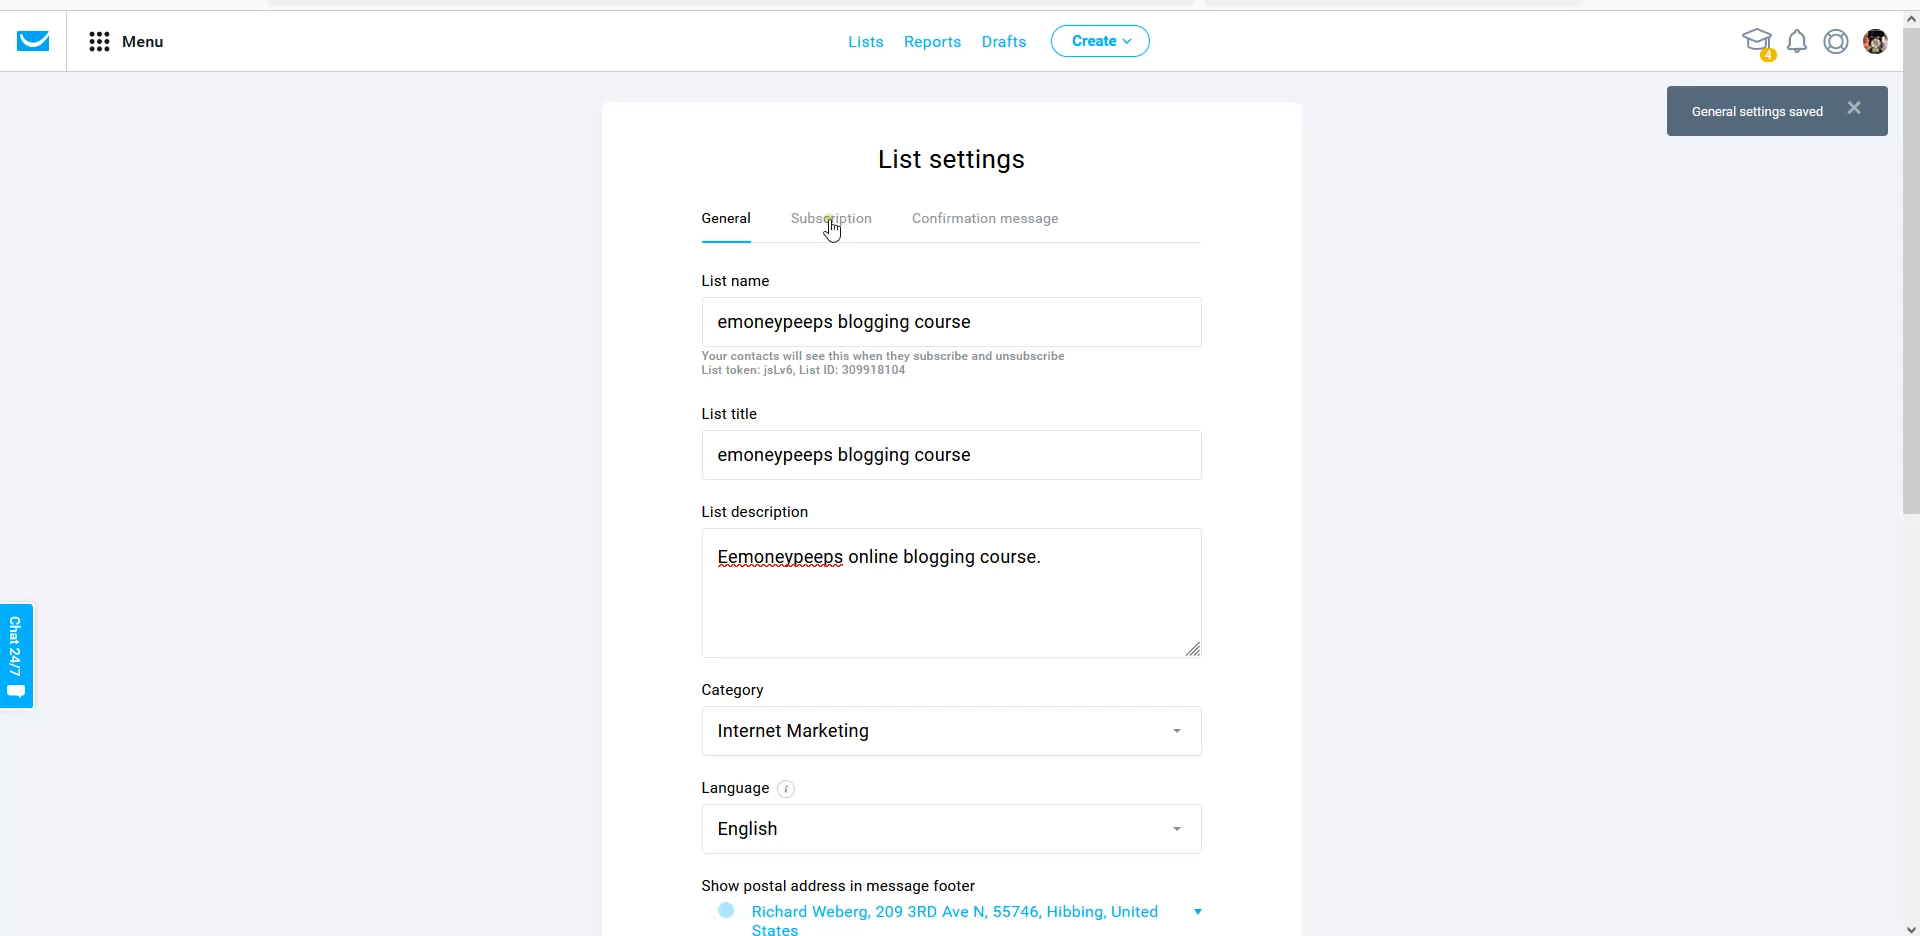 Menu
Lists
Reports
Drafts
Create
4
General settings saved
List settings
General
Subscription
Confirmation message
List name
emoneypeeps blogging course
Your contacts will see this when they subscribe and unsubscribe
List token: jsLv6, List ID: 309918104
List title
emoneypeeps blogging course
List description
Eemoneypeeps online blogging course.
Category
Internet Marketing
Language
English
Show postal address in message footer
Richard Weberg, 209 3RD Ave N, 55746, Hibbing, United
States
Chat 24/7